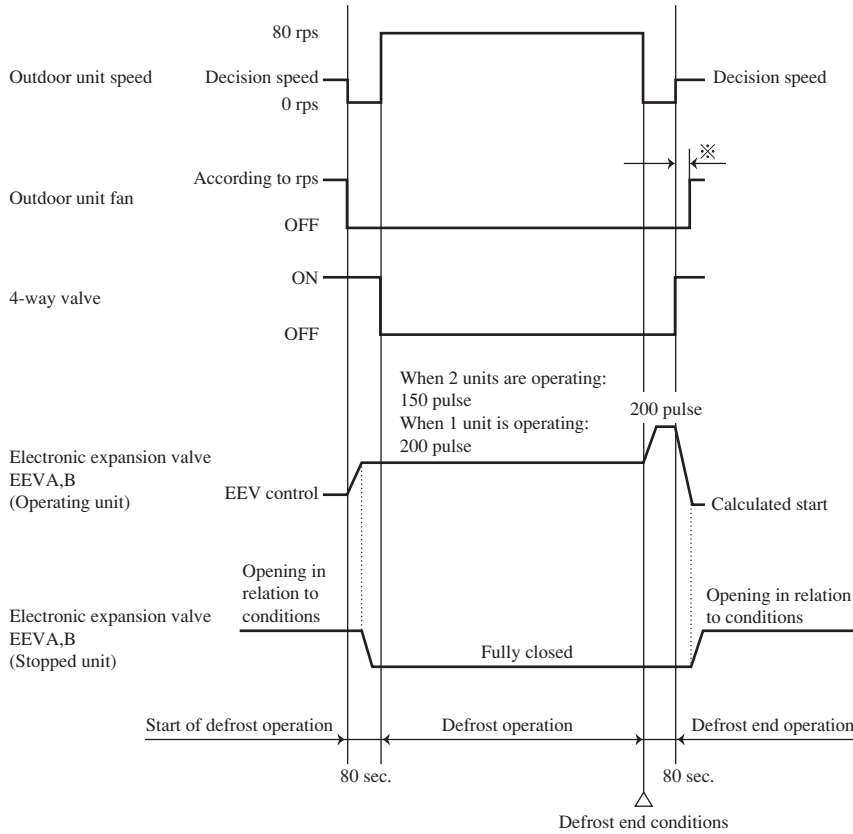 80 rps
Outdoor unit speed
Decision speed
0 rps
Decision speed
※
Outdoor unit fan
According to rps
OFF
4-way valve
ON
OFF
When 2 units are operating:
150 pulse
When 1 unit is operating:
200 pulse
200 pulse
Electronic expansion valve
EEVA,B
(Operating unit)
EEV control
Calculated start
Electronic expansion valve
EEVA,B
(Stopped unit)
Opening in
relation to
conditions
Fully closed
Opening in relation
to conditions
Start of defrost operation
Defrost operation
Defrost end operation
80 sec.
80 sec.
Defrost end conditions